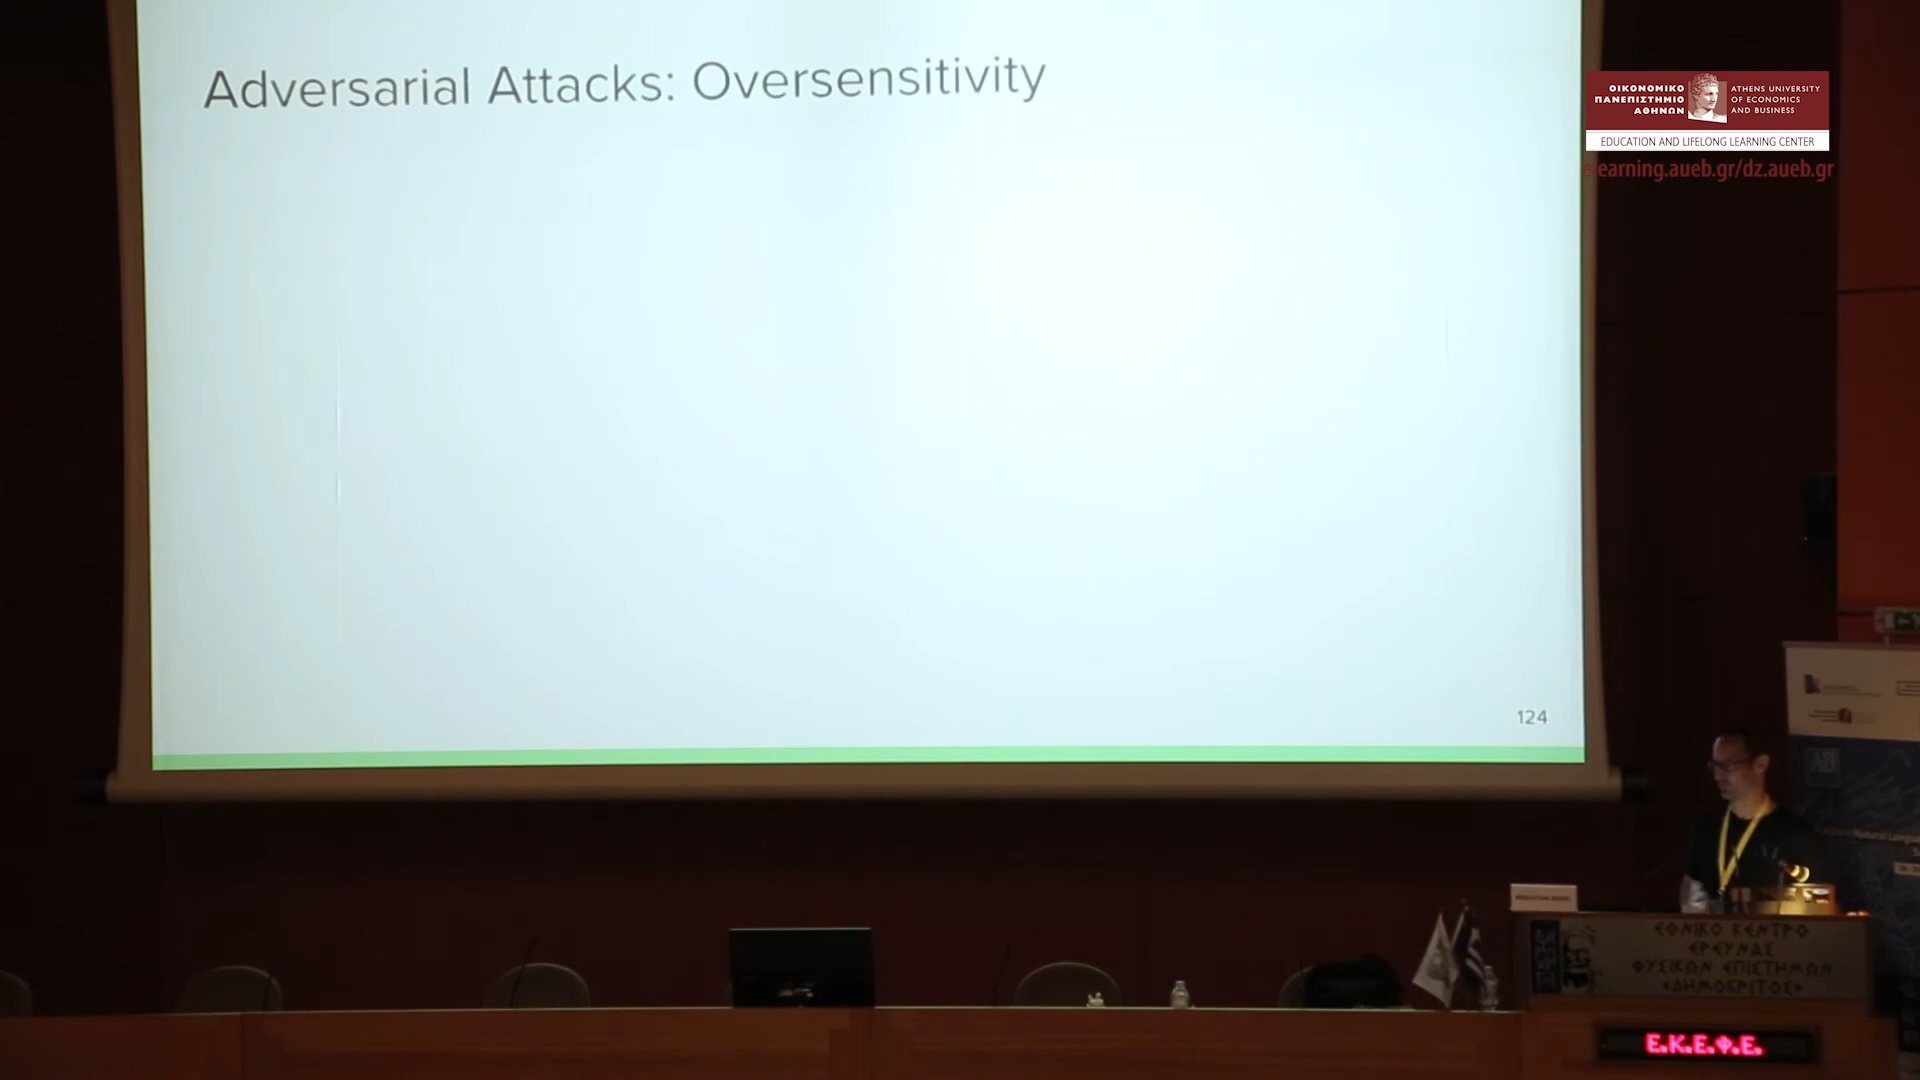 Adversarial Attacks: Oversensitivity
ΟΙΚΟΝΟΜΙΚΟ
ΠΑΝΕΠΙΣΤΗΜΙΟ
ΑΘΗΝΩΝ
ATHENS UNIVERSITY
OF ECONOMICS
AND BUSINESS
EDUCATION AND LIFELONG LEARNING CENTER
elearning.aueb.gr/dz.aueb.gr
124
ΕΘΝΙΚΟ ΚΕΝΤΡΟ
ΕΡΕΥΝΑΣ
ΦΥΣΙΚΩΝ ΕΠΙΣΤΗΜΩΝ
«ΔΗΜΟΚΡΙΤΟΣ»
Ε.Κ.Ε.Φ.Ε.